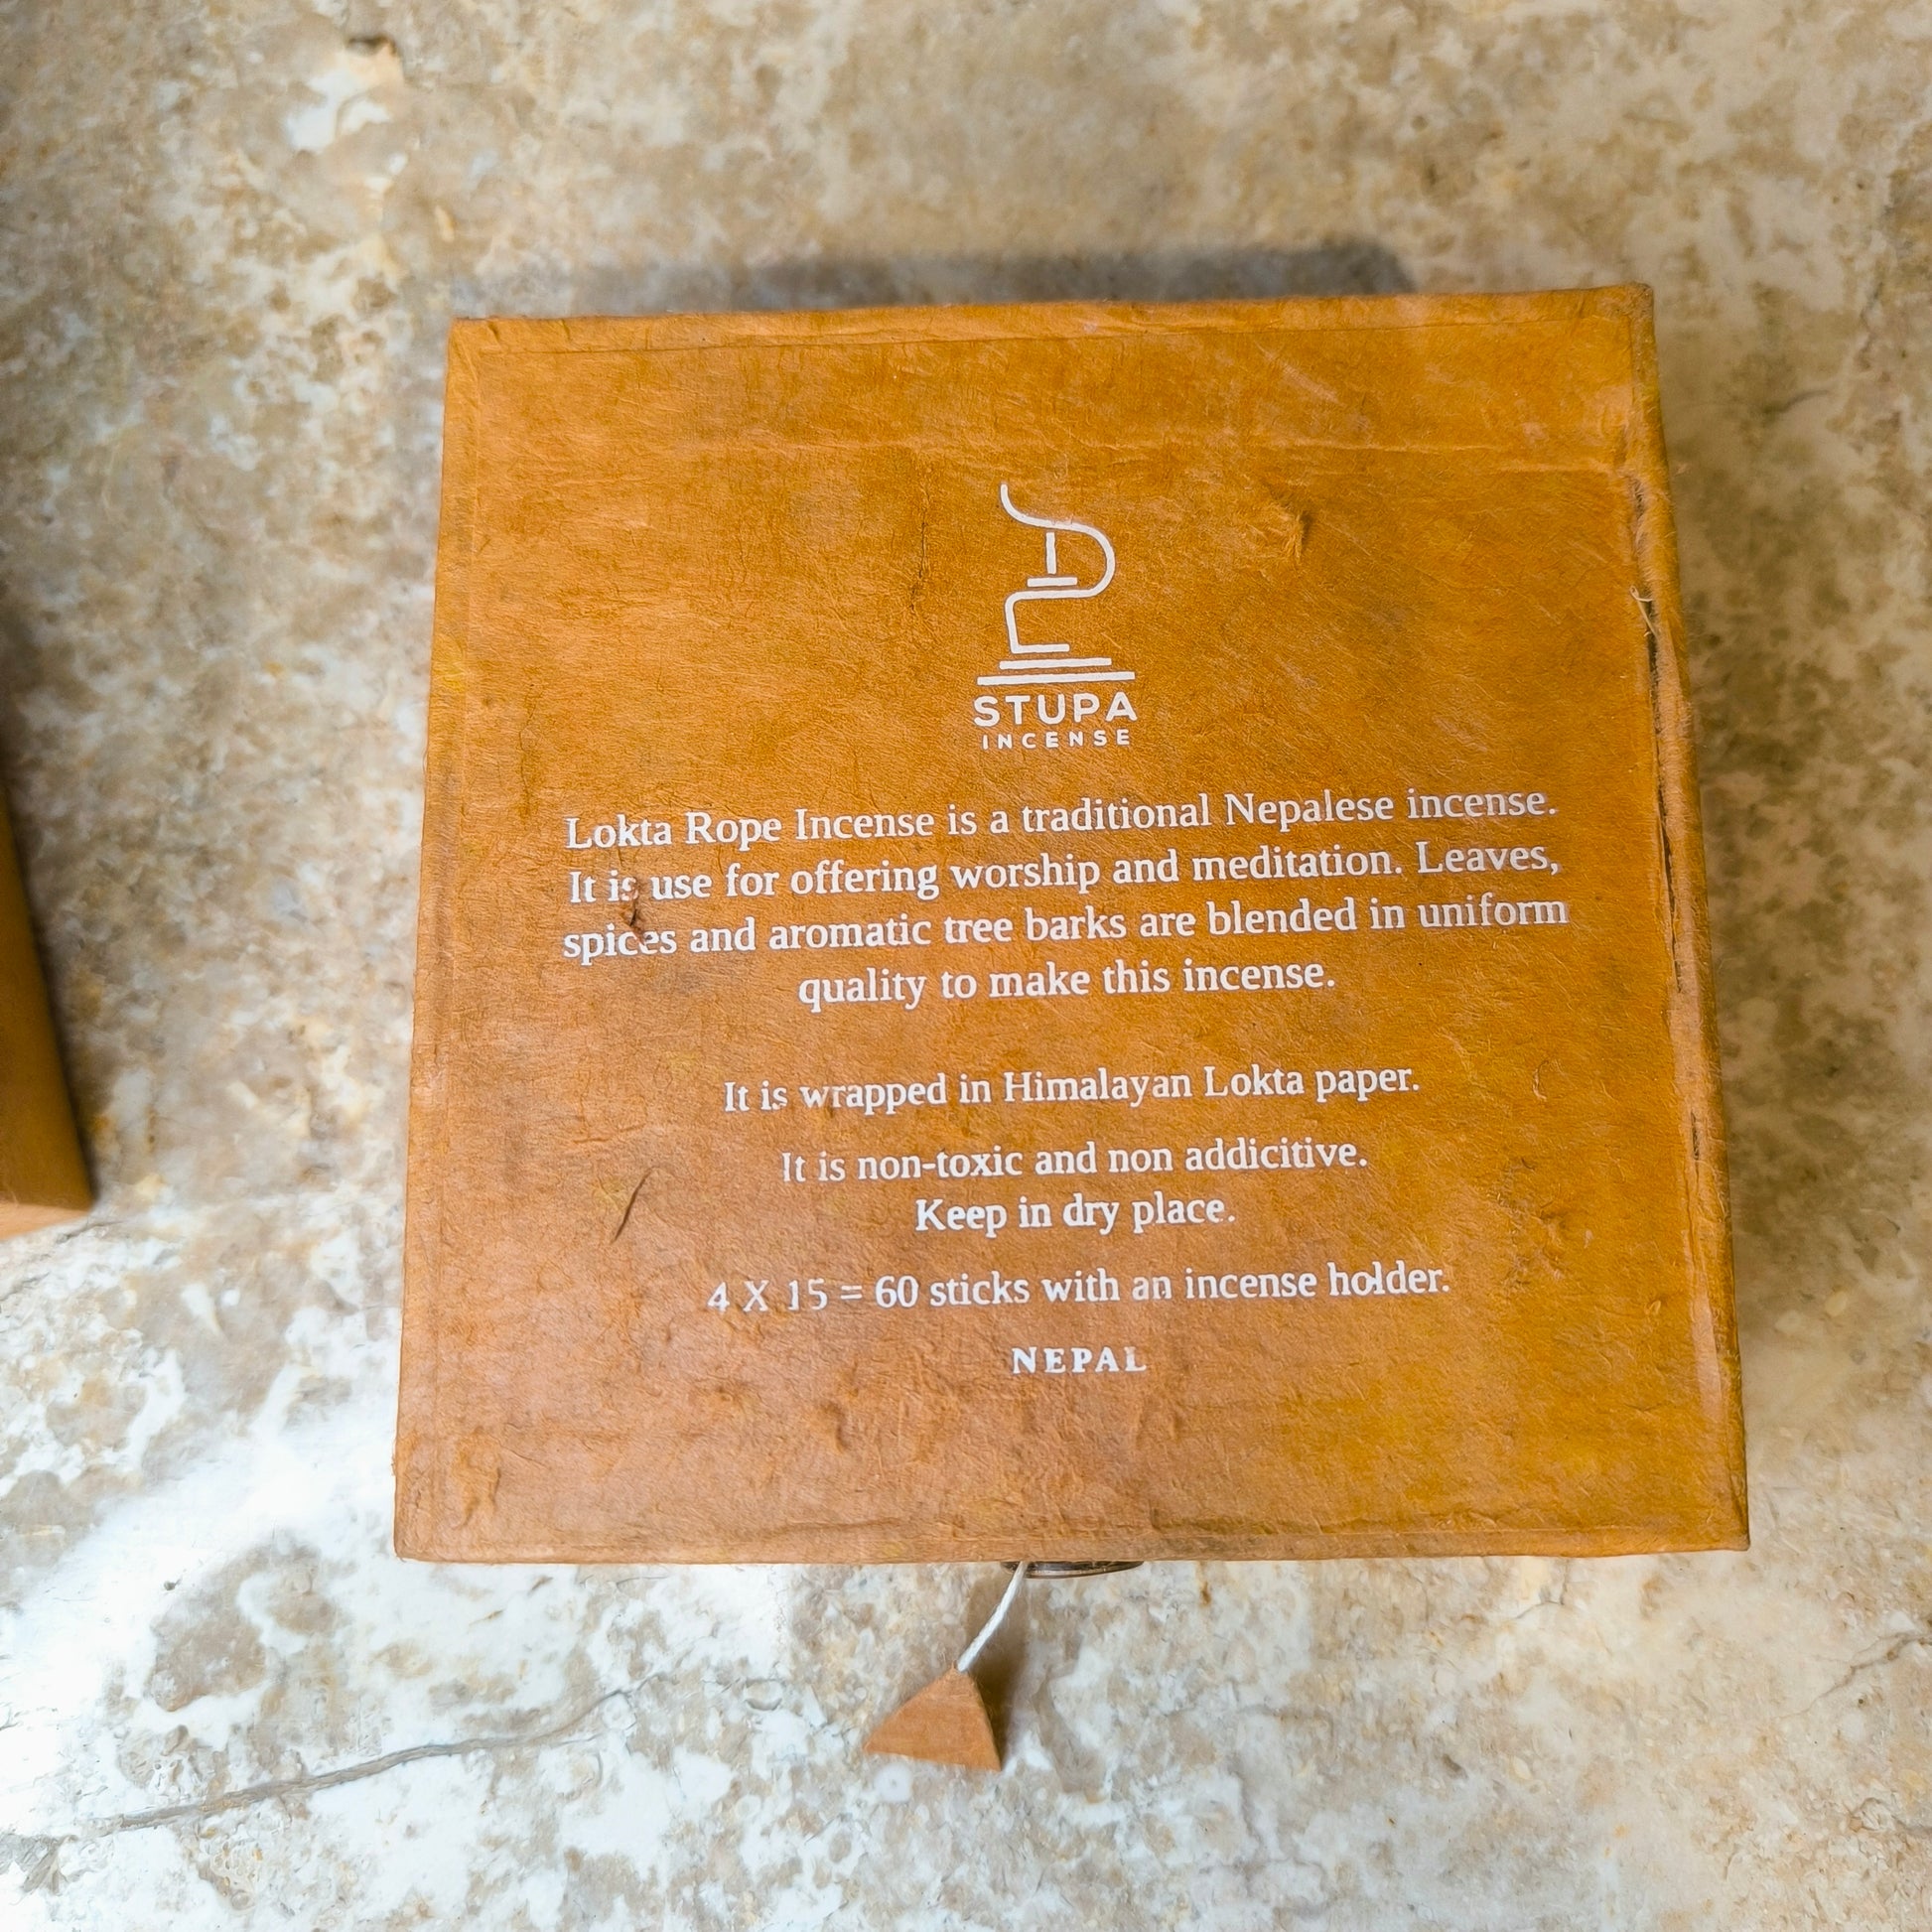 STUPA
INCENSE
Lokta Rope Incense is a traditional Nepalese incense.
It is use for offering worship and meditation. Leaves,
spices and aromatic tree barks are blended in uniform
quality to make this incense.
It is wrapped in Himalayan Lokta paper.
It is non-toxic and non addicitive.
Keep in dry place.
4 X 15 = 60 sticks with an incense holder.
NEPAL